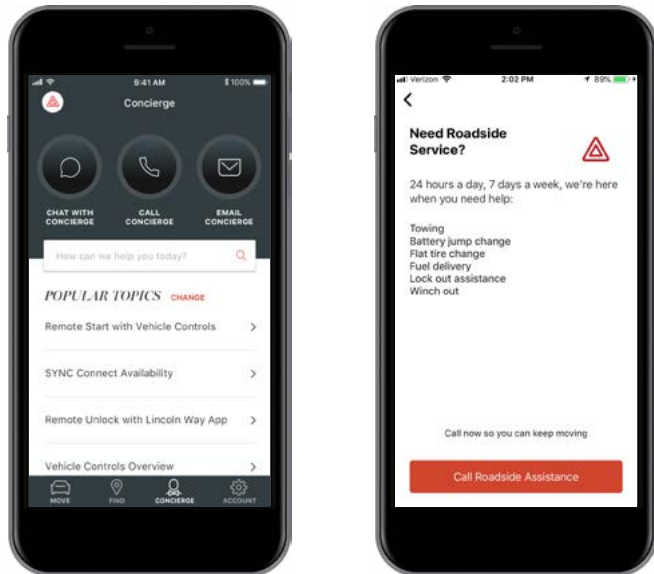 9:41 AM
100%
Concierge
CHAT WITH
CONCIERGE
CALL
CONCIERGE
EMAIL
CONCIERGE
How can we help you today?
POPULAR TOPICS CHANGE
Remote Start with Vehicle Controls
SYNC Connect Availability
Remote Unlock with Lincoln Way App
Vehicle Controls Overview
MOVE
FIND
CONCIERGE
ACCOUNT
Verizon
2:02 PM
89%
Need Roadside
Service?
24 hours a day, 7 days a week, we're here
when you need help:
Towing
Battery jump change
Flat tire change
Fuel delivery
Lock out assistance
Winch out
Call now so you can keep moving
Call Roadside Assistance